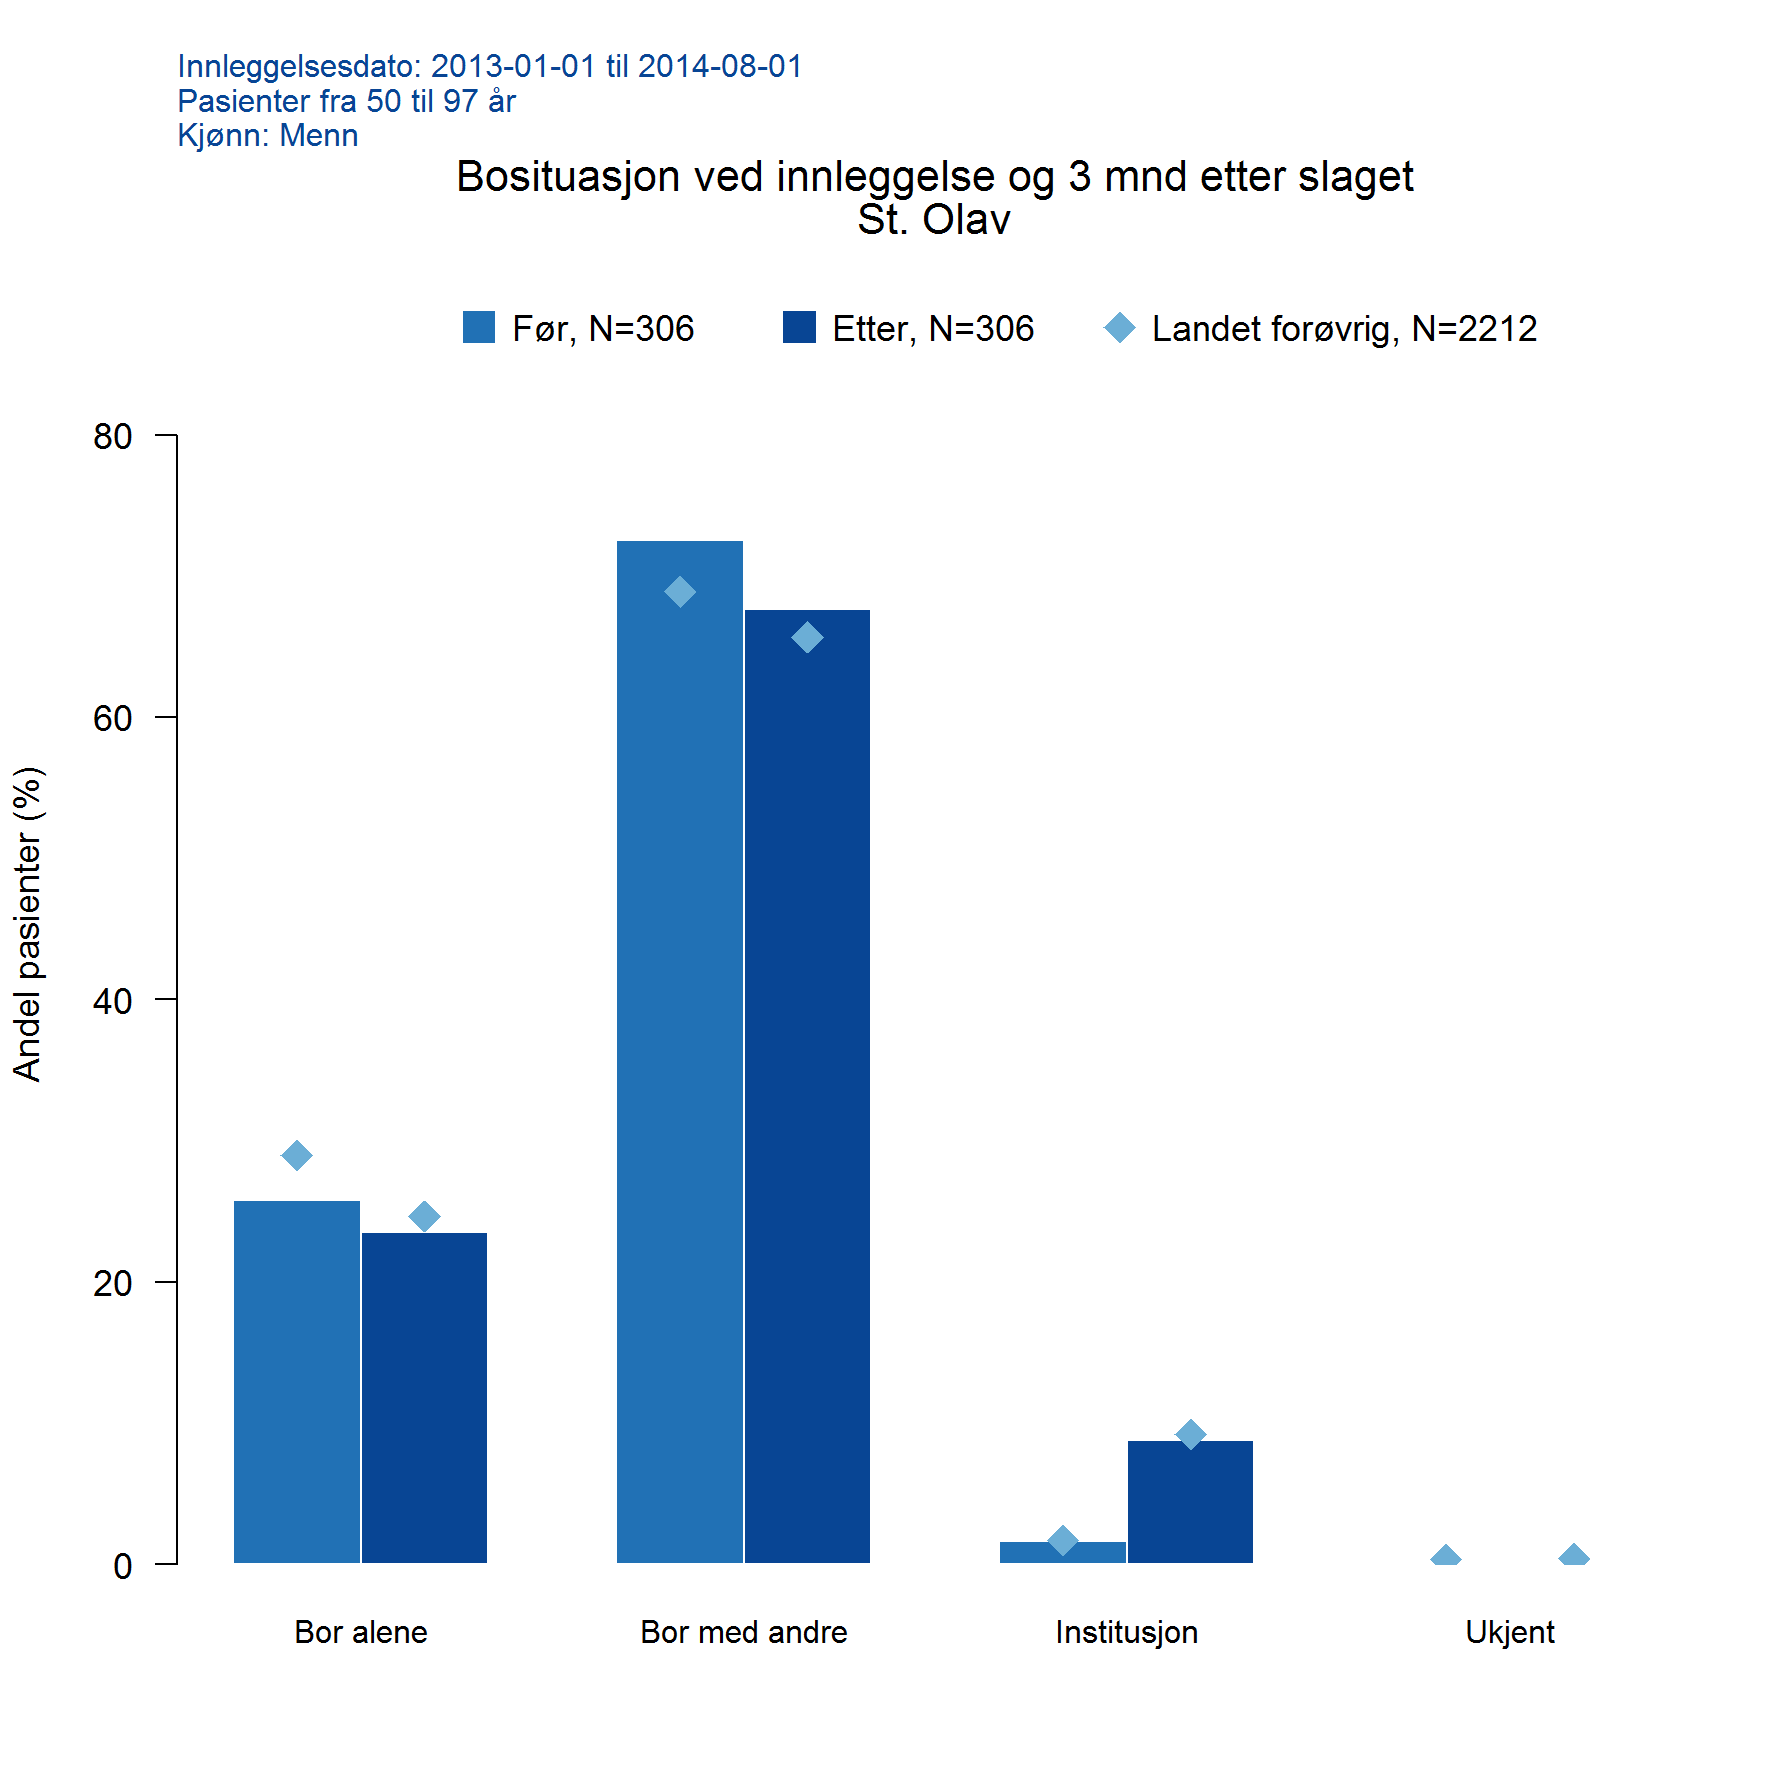 Innleggelsesdato: 2013-01-01 til 2014-08-01
Pasienter fra 50 til 97 år
Kjønn: Menn
Bosituasjon ved innleggelse og 3 mnd etter slaget
St. Olav
Før, N=306
Etter, N=306
Landet forøvrig, N=2212
Andel pasienter (%)
80
60
40
20
0
Bor alene
Bor med andre
Institusjon
Ukjent